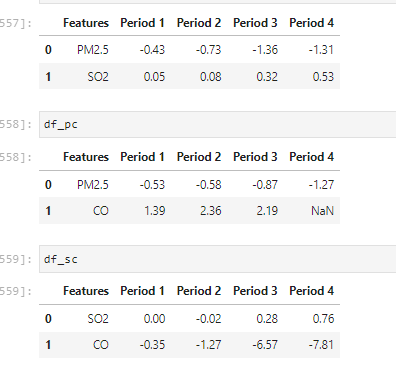 557]:
Features Period 1 Period 2 Period 3 Period 4
0 PM2.5 -0.43 -0.73 -1.36 -1.31
1 SO2 0.05 0.08 0.32 0.53
558]: df_pc
558]:
Features Period 1 Period 2 Period 3 Period 4
0 PM2.5 -0.53 -0.58 -0.87 -1.27
1 CO 1.39 2.36 2.19 NaN
559]: df_sc
559]:
Features Period 1 Period 2 Period 3 Period 4
0 SO2 0.00 -0.02 0.28 0.76
1 CO -0.35 -1.27 -6.57 -7.81